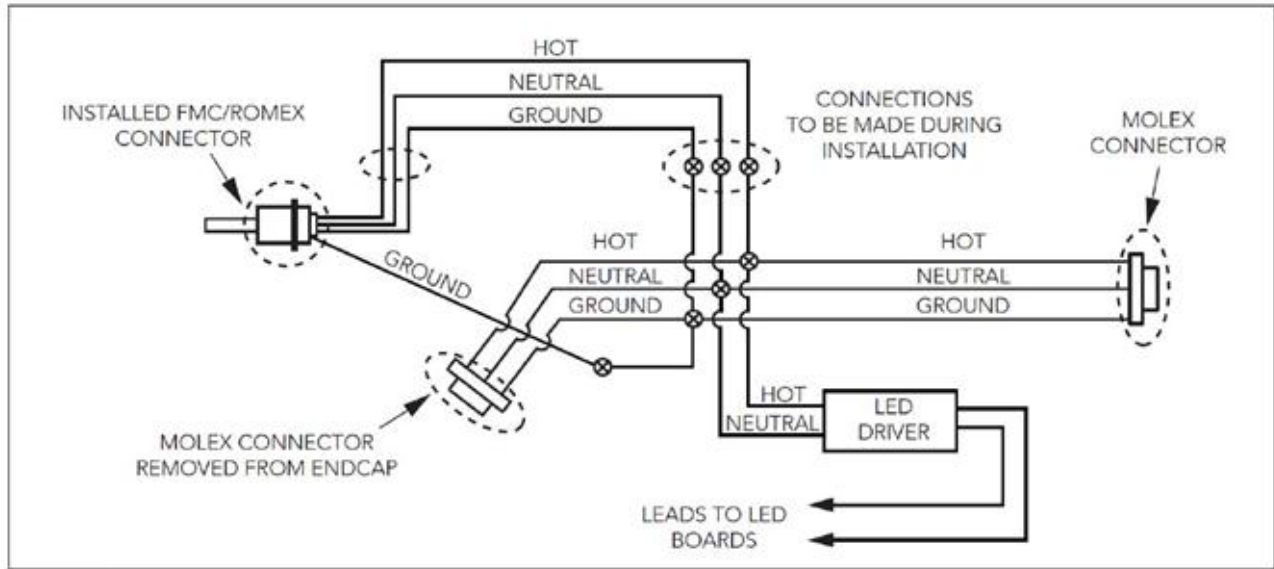 HOT
NEUTRAL
GROUND
INSTALLED FMC/ROMEX
CONNECTOR
CONNECTIONS
TO BE MADE DURING
INSTALLATION
MOLEX
CONNECTOR
GROUND
HOT
NEUTRAL
GROUND
HOT
NEUTRAL
GROUND
MOLEX CONNECTOR
REMOVED FROM ENDCAP
HOT
NEUTRAL
LED
DRIVER
LEADS TO LED
BOARDS